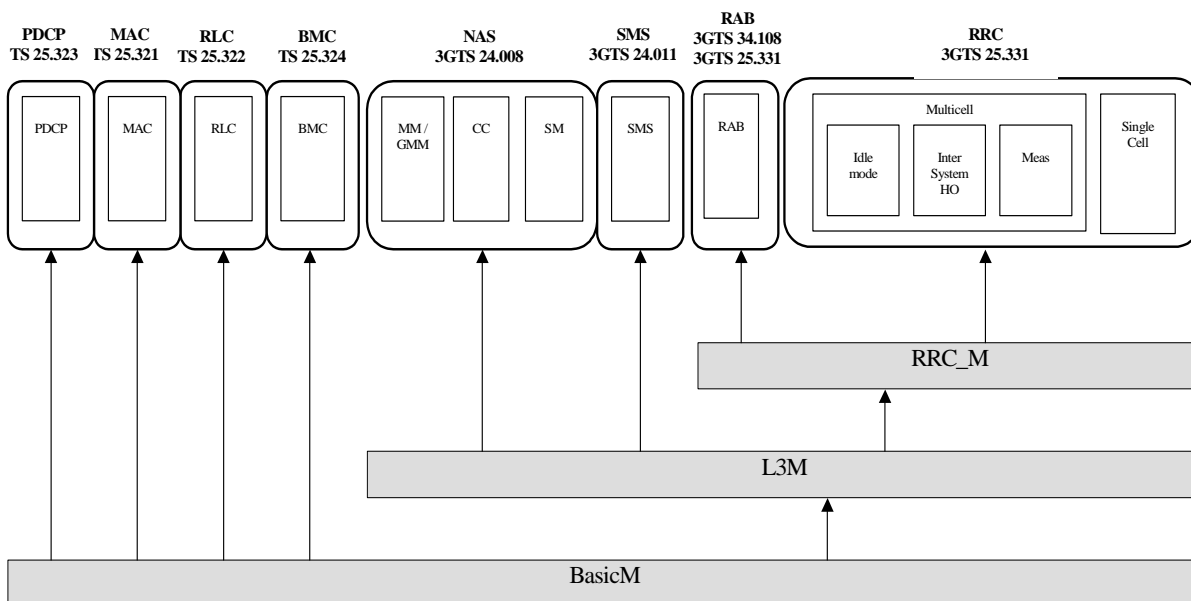 PDCP
TS 25.323
MAC
TS 25.321
RLC
TS 25.322
BMC
TS 25.324
NAS
3GTS 24.008
SMS
3GTS 24.011
RAB
3GTS 34.108
3GTS 25.331
RRC
3GTS 25.331
PDCP
MAC
RLC
BMC
MM /
GMM
CC
SM
SMS
RAB
Multicell
Idle
mode
Inter
System
HO
Meas
Single
Cell
RRC_M
L3M
BasicM